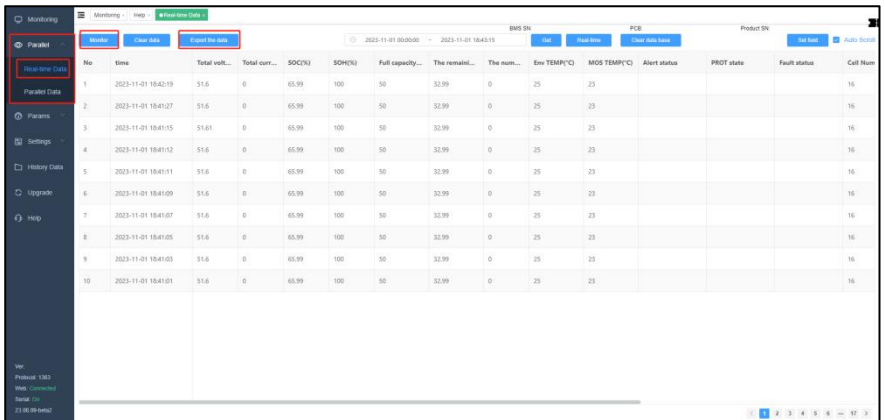 Monitoring
Parallel
Real-time Data
Parallel Data
Params
Settings
History Data
Upgrade
Help
Ver:
Protocol: 1363
Web: Connected
Serial: On
23.08.09-beta2
Monitoring Help Real-time Data
BMS SN PCB Product SN
Monitor Clear data Export the data 2023-11-01 00:00:00 - 2023-11-01 18:43:15 Get Real-time Clear data base Set field Auto Scroll
No time Total volt... Total curr... SOC(%) SOH(%) Full capacity... The remaini... The num... Env TEMP(°C) MOS TEMP(°C) Alert status PROT state Fault status Cell Num
1 2023-11-01 18:42:19 51.6 0 65.99 100 50 32.99 0 25 23 16
2 2023-11-01 18:41:27 51.6 0 65.99 100 50 32.99 0 25 23 16
3 2023-11-01 18:41:15 51.61 0 65.99 100 50 32.99 0 25 23 16
4 2023-11-01 18:41:12 51.6 0 65.99 100 50 32.99 0 25 23 16
5 2023-11-01 18:41:11 51.6 0 65.99 100 50 32.99 0 25 23 16
6 2023-11-01 18:41:09 51.6 0 65.99 100 50 32.99 0 25 23 16
7 2023-11-01 18:41:07 51.6 0 65.99 100 50 32.99 0 25 23 16
8 2023-11-01 18:41:05 51.6 0 65.99 100 50 32.99 0 25 23 16
9 2023-11-01 18:41:03 51.6 0 65.99 100 50 32.99 0 25 23 16
10 2023-11-01 18:41:01 51.6 0 65.99 100 50 32.99 0 25 23 16
1 2 3 4 5 6 ... 17